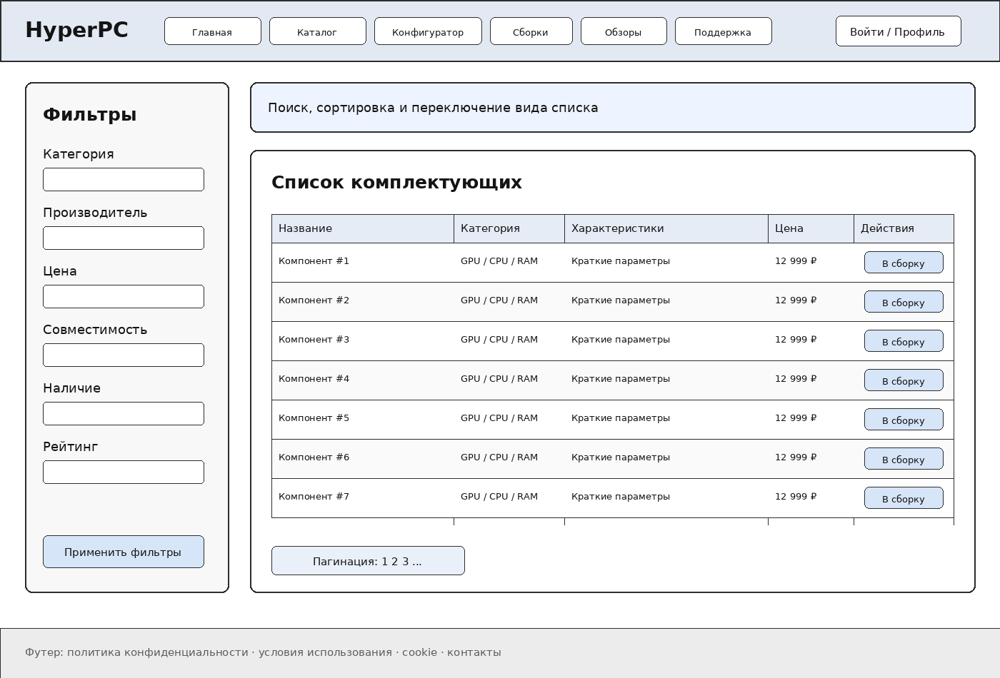 HyperPC
Главная
Каталог
Конфигуратор
Сборки
Обзоры
Поддержка
Войти / Профиль
Фильтры
Категория
Производитель
Цена
Совместимость
Наличие
Рейтинг
Применить фильтры
Поиск, сортировка и переключение вида списка
Список комплектующих
Название Категория Характеристики Цена Действия
Компонент #1 GPU / CPU / RAM Краткие параметры 12 999 ₽ В сборку
Компонент #2 GPU / CPU / RAM Краткие параметры 12 999 ₽ В сборку
Компонент #3 GPU / CPU / RAM Краткие параметры 12 999 ₽ В сборку
Компонент #4 GPU / CPU / RAM Краткие параметры 12 999 ₽ В сборку
Компонент #5 GPU / CPU / RAM Краткие параметры 12 999 ₽ В сборку
Компонент #6 GPU / CPU / RAM Краткие параметры 12 999 ₽ В сборку
Компонент #7 GPU / CPU / RAM Краткие параметры 12 999 ₽ В сборку
Пагинация: 1 2 3 ...
Футер: политика конфиденциальности · условия использования · cookie · контакты